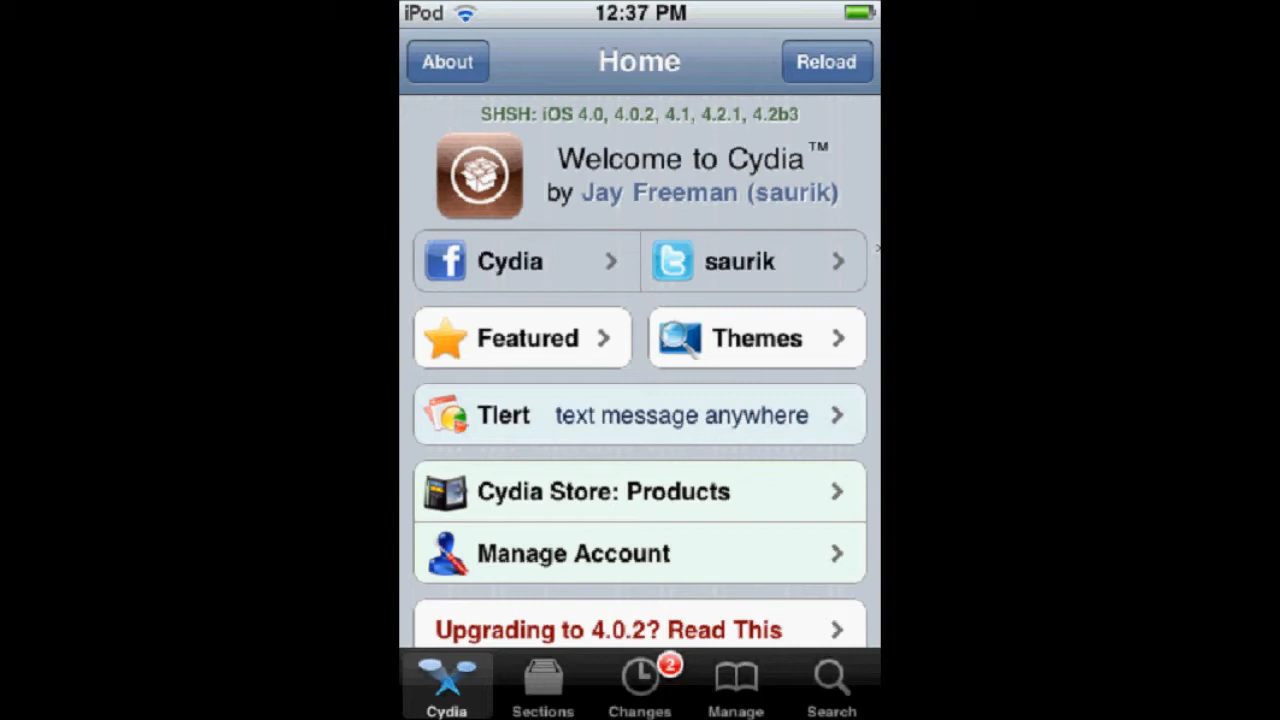 iPod 12:37 PM
About Home Reload
SHSH: iOS 4.0, 4.0.2, 4.1, 4.2.1, 4.2b3
Welcome to Cydia™
by Jay Freeman (saurik)
Cydia saurik
Featured Themes
Tlert text message anywhere
Cydia Store: Products
Manage Account
Upgrading to 4.0.2? Read This
2
Cydia Sections Changes Manage Search